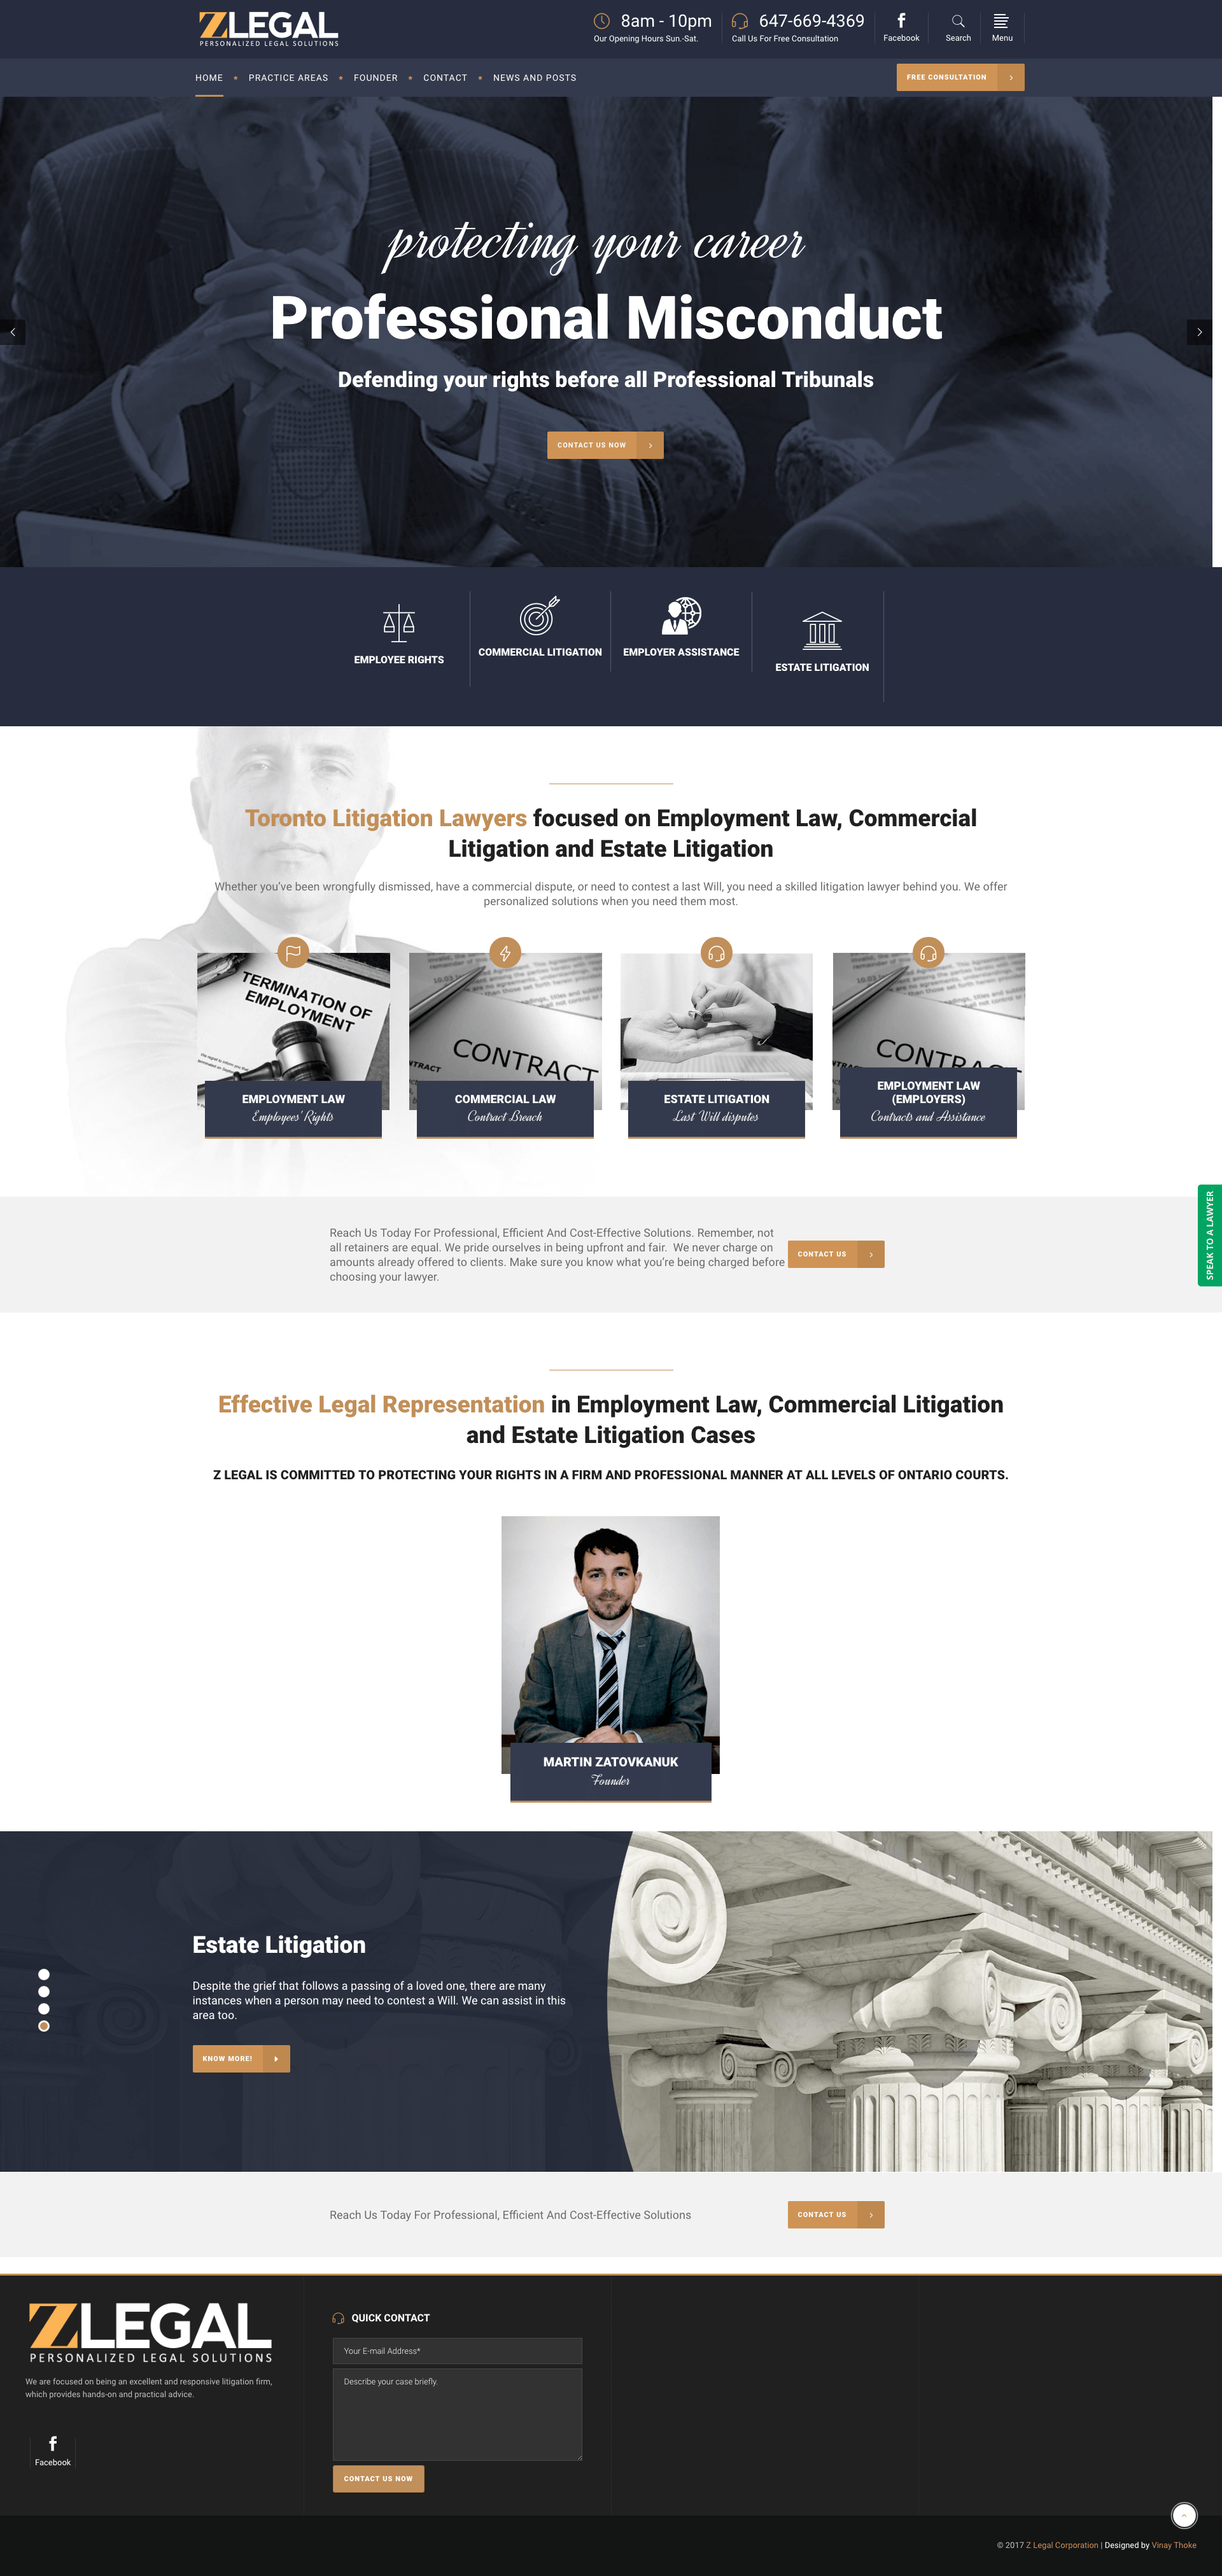 ZLEGAL
PERSONALIZED LEGAL SOLUTIONS
8am - 10pm
Our Opening Hours Sun.-Sat.
647-669-4369
Call Us For Free Consultation
Facebook
Search
Menu
HOME
PRACTICE AREAS
FOUNDER
CONTACT
NEWS AND POSTS
FREE CONSULTATION
protecting your career
Professional Misconduct
Defending your rights before all Professional Tribunals
CONTACT US NOW
EMPLOYEE RIGHTS
COMMERCIAL LITIGATION
EMPLOYER ASSISTANCE
ESTATE LITIGATION
Toronto Litigation Lawyers focused on Employment Law, Commercial
Litigation and Estate Litigation
Whether you've been wrongfully dismissed, have a commercial dispute, or need to contest a last Will, you need a skilled litigation lawyer behind you. We offer
personalized solutions when you need them most.
TERMINATION OF
EMPLOYMENT
EMPLOYMENT LAW
Employees' Rights
CONTRACT
COMMERCIAL LAW
Contract Breach
ESTATE LITIGATION
Last Will disputes
CONTRACT
EMPLOYMENT LAW
(EMPLOYERS)
Contracts and Assistance
SPEAK TO A LAWYER
Reach Us Today For Professional, Efficient And Cost-Effective Solutions. Remember, not
all retainers are equal. We pride ourselves in being upfront and fair.  We never charge on
amounts already offered to clients. Make sure you know what you're being charged before
choosing your lawyer.
CONTACT US
Effective Legal Representation in Employment Law, Commercial Litigation
and Estate Litigation Cases
Z LEGAL IS COMMITTED TO PROTECTING YOUR RIGHTS IN A FIRM AND PROFESSIONAL MANNER AT ALL LEVELS OF ONTARIO COURTS.
MARTIN ZATOVKANUK
Founder
Estate Litigation
Despite the grief that follows a passing of a loved one, there are many
instances when a person may need to contest a Will. We can assist in this
area too.
KNOW MORE!
Reach Us Today For Professional, Efficient And Cost-Effective Solutions
CONTACT US
ZLEGAL
PERSONALIZED LEGAL SOLUTIONS
We are focused on being an excellent and responsive litigation firm,
which provides hands-on and practical advice.
Facebook
QUICK CONTACT
Your E-mail Address*
Describe your case briefly.
CONTACT US NOW
© 2017 Z Legal Corporation | Designed by Vinay Thoke